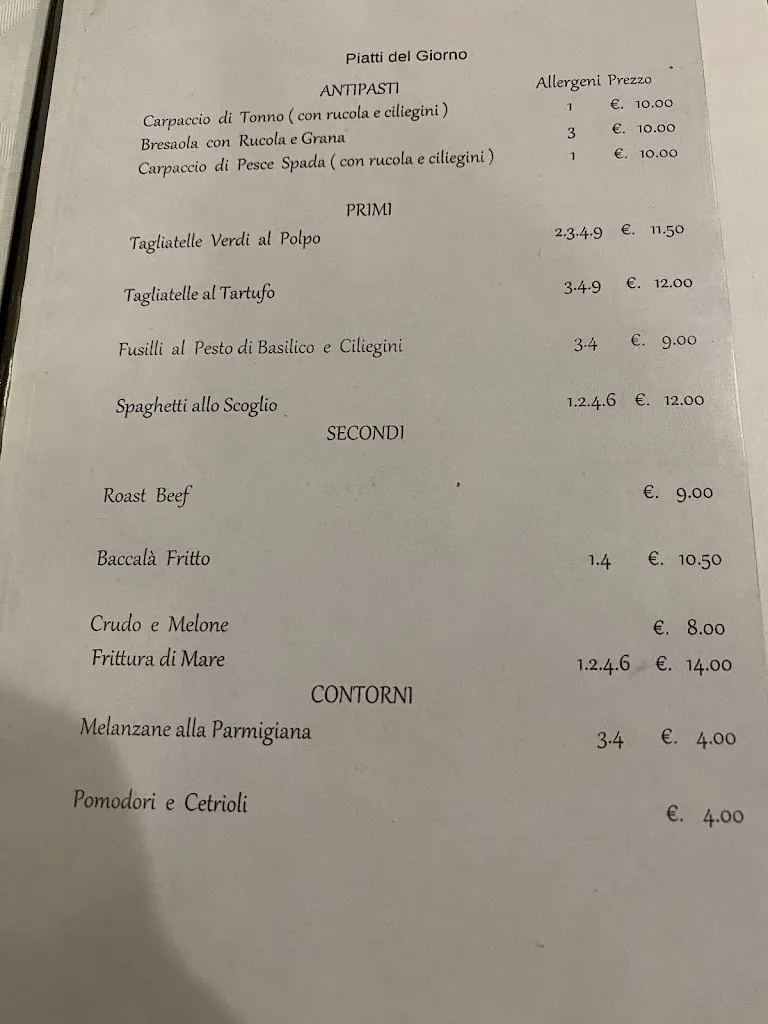 Piatti del Giorno
ANTIPASTI Allergeni Prezzo
Carpaccio di Tonno ( con rucola e ciliegini ) 1 €. 10.00
Bresaola con Rucola e Grana 3 €. 10.00
Carpaccio di Pesce Spada ( con rucola e ciliegini ) 1 €. 10.00
PRIMI
Tagliatelle Verdi al Polpo 2.3.4.9 €. 11.50
Tagliatelle al Tartufo 3.4.9 €. 12.00
Fusilli al Pesto di Basilico e Ciliegini 3.4 €. 9.00
Spaghetti allo Scoglio 1.2.4.6 €. 12.00
SECONDI
Roast Beef €. 9.00
Baccalà Fritto 1.4 €. 10.50
Crudo e Melone €. 8.00
Frittura di Mare 1.2.4.6 €. 14.00
CONTORNI
Melanzane alla Parmigiana 3.4 €. 4.00
Pomodori e Cetrioli €. 4.00